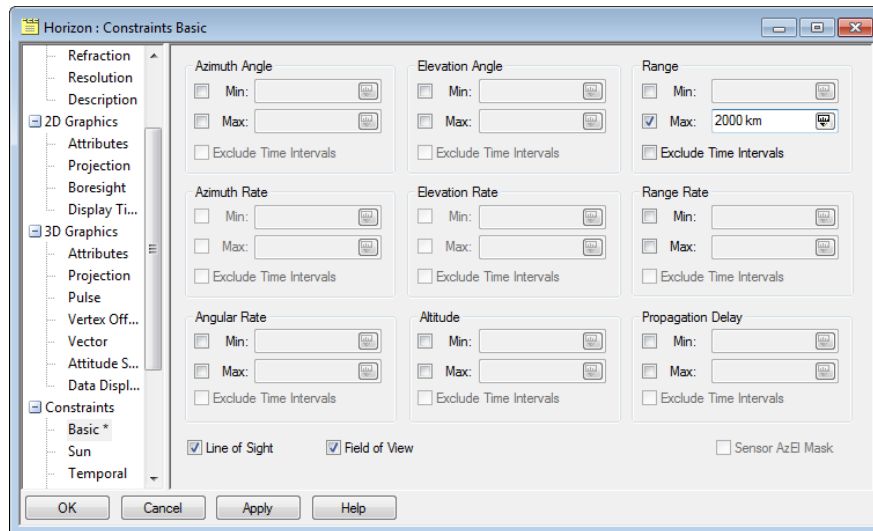 Horizon : Constraints Basic
Refraction
Resolution
Description
2D Graphics
Attributes
Projection
Boresight
Display Ti...
3D Graphics
Attributes
Projection
Pulse
Vertex Off...
Vector
Attitude S...
Data Displ...
Constraints
Basic *
Sun
Temporal
Azimuth Angle
Min:
Max:
Exclude Time Intervals
Elevation Angle
Min:
Max:
Exclude Time Intervals
Range
Min:
Max: 2000 km
Exclude Time Intervals
Azimuth Rate
Min:
Max:
Exclude Time Intervals
Elevation Rate
Min:
Max:
Exclude Time Intervals
Range Rate
Min:
Max:
Exclude Time Intervals
Angular Rate
Min:
Max:
Exclude Time Intervals
Altitude
Min:
Max:
Exclude Time Intervals
Propagation Delay
Min:
Max:
Exclude Time Intervals
Line of Sight
Field of View
Sensor AzEl Mask
OK
Cancel
Apply
Help